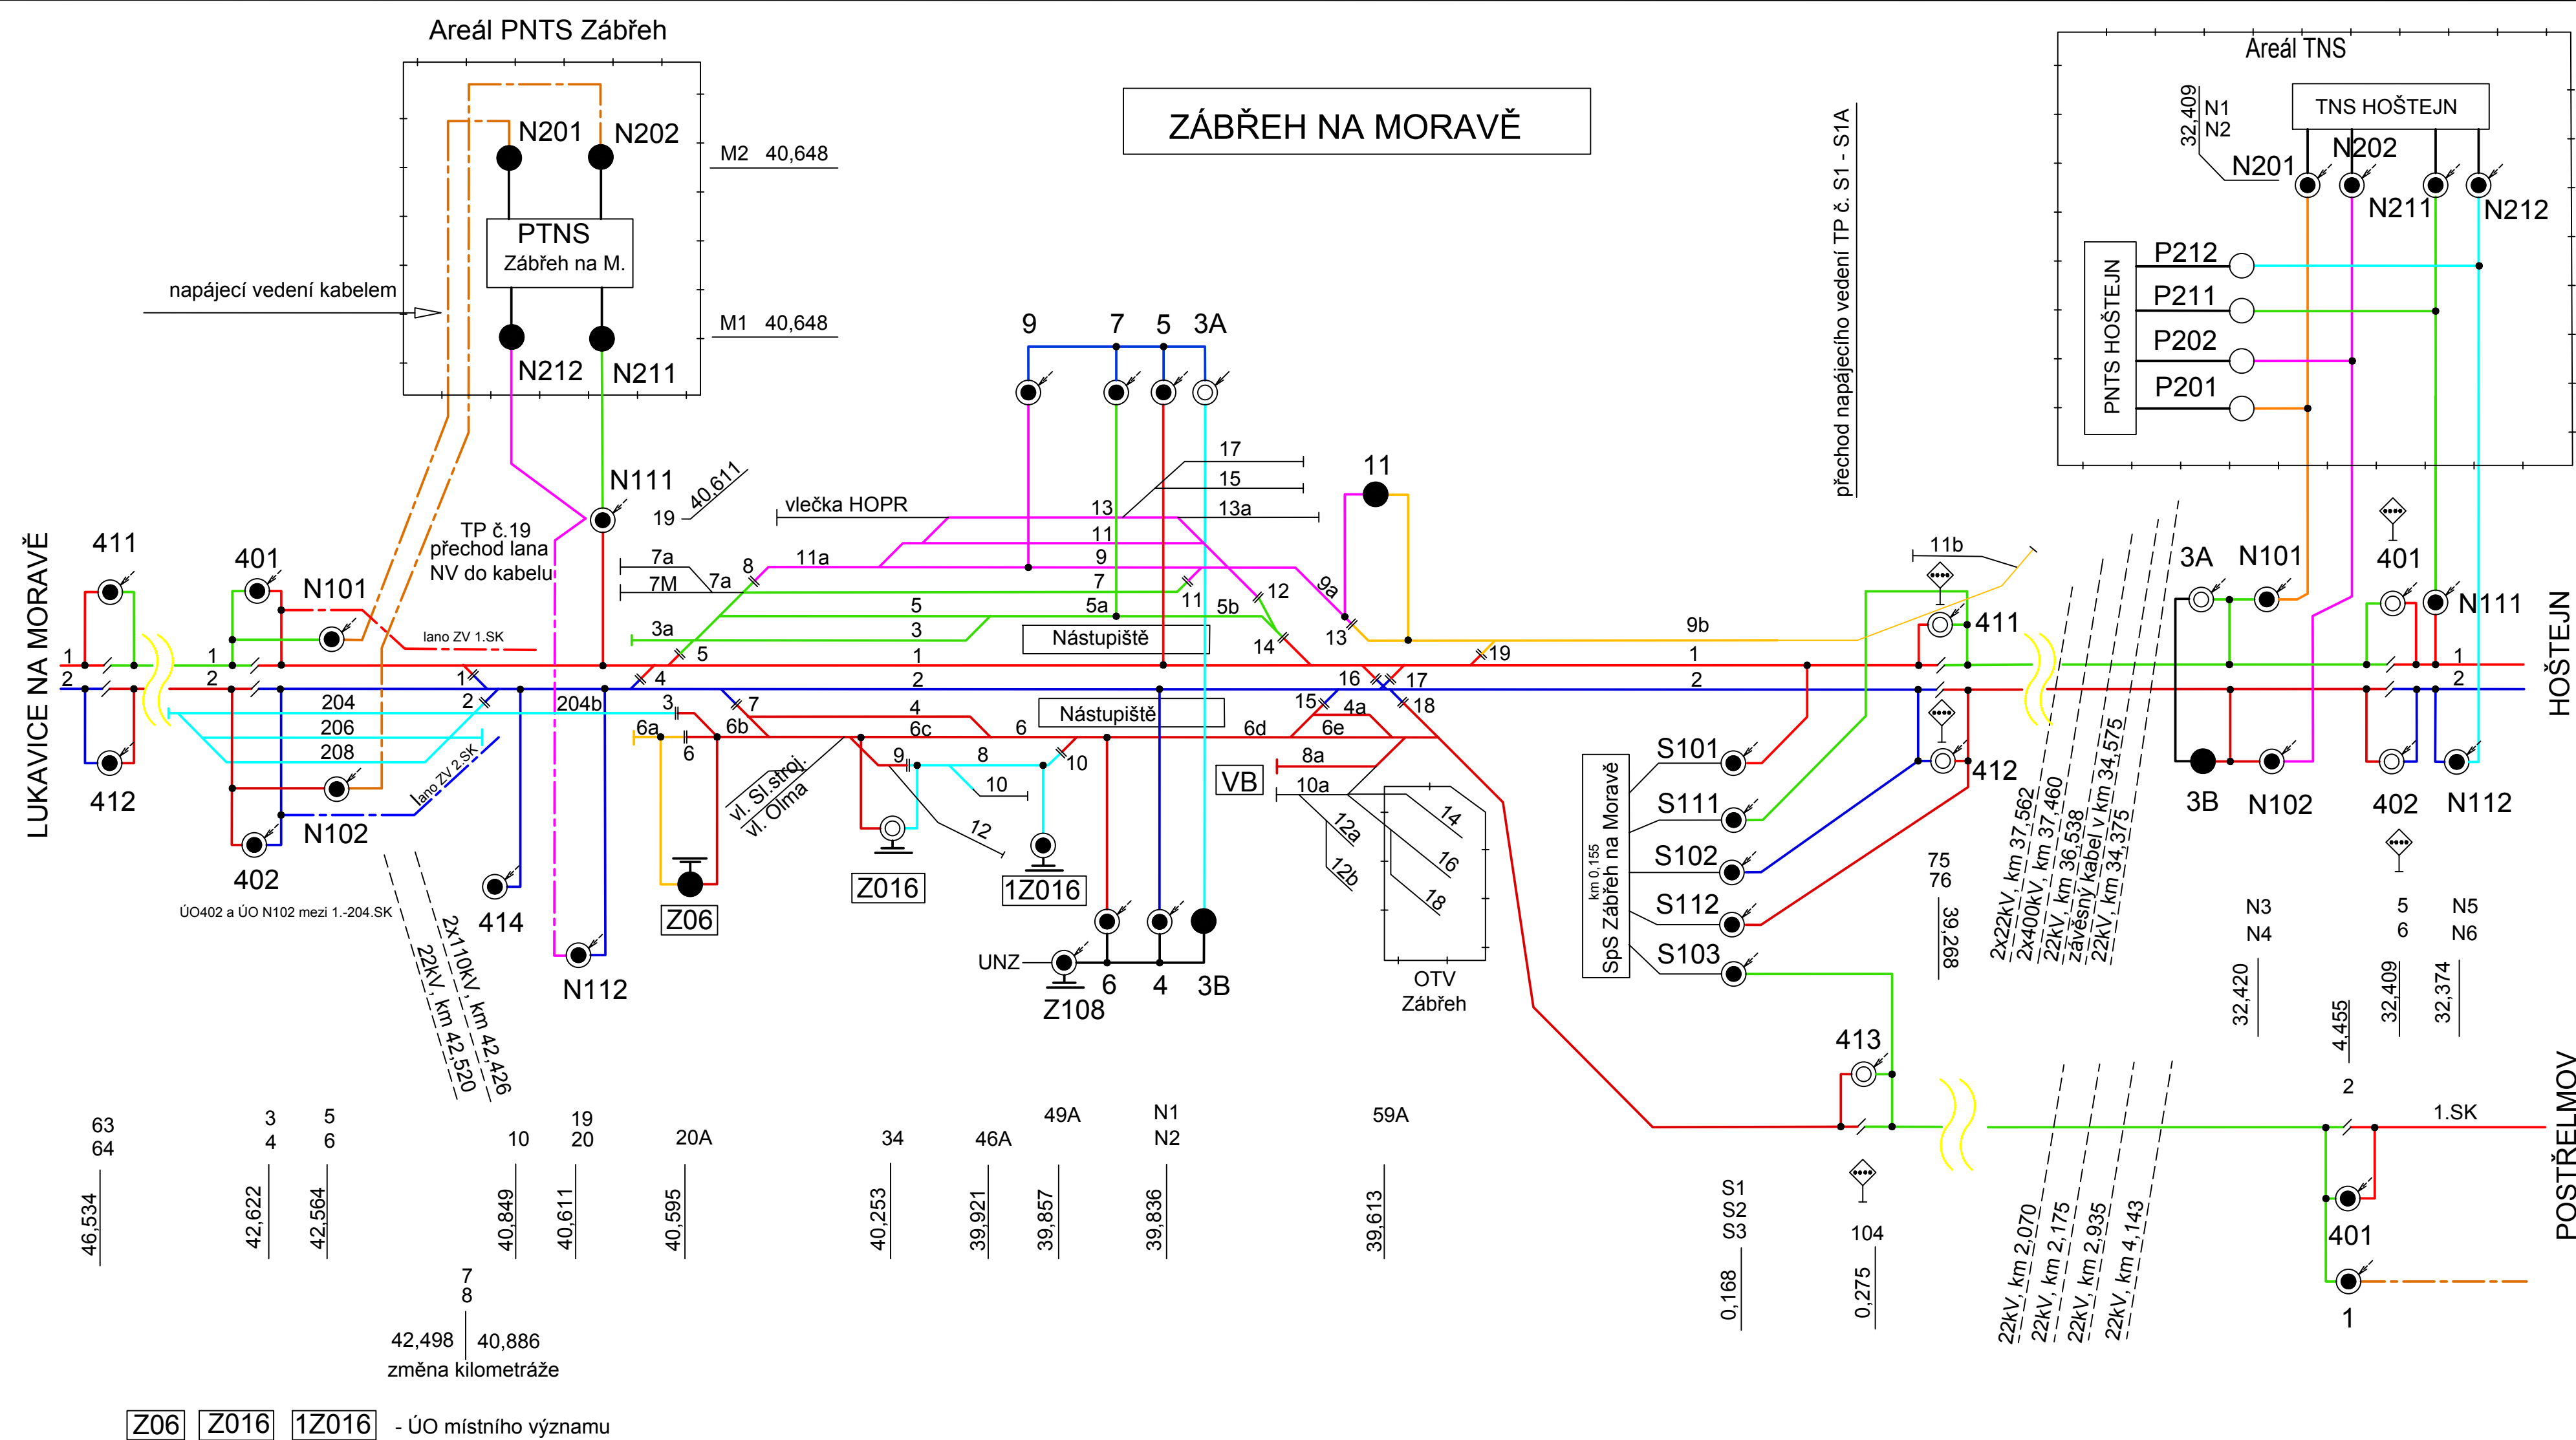 Areál PNTS Zábřeh
N201
N202
PTNS
Zábřeh na M.
N212
N211
M2 40,648
M1 40,648
napájecí vedení kabelem
ZÁBŘEH NA MORAVĚ
přechod napájecího vedení TP č. S1 - S1A
Areál TNS
TNS HOŠTEJN
32,409
N1
N2
N201
N202
N211
N212
PNTS HOŠTEJN
P212
P211
P202
P201
LUKAVICE NA MORAVĚ
411
401
N101
412
402
N102
1
2
1
2
204
206
208
204b
lano ZV 1.SK
lano ZV 2.SK
ÚO402 a ÚO N102 mezi 1.-204.SK
TP č.19
přechod lana
NV do kabelu
N111
19
40,611
414
N112
22kV, km 42,520
2x110kV, km 42,426
9
7
5
3A
17
15
13
13a
vlečka HOPR
11
11a
9
9a
7a
7M
7a
7
8
11
12
5
5a
5b
3a
3
Nástupiště
14
13
11
5
1
4
1
2
2
3
7
4
6a
6b
6c
6
6d
6e
4a
6
Nástupiště
15
16
17
18
19
9b
11b
1
2
vl. Sl.stroj.
vl. Olma
9
8
10
10
12
Z06
Z016
1Z016
UNZ
Z108
6
4
3B
VB
8a
10a
12a
12b
14
16
18
OTV
Zábřeh
km 0,155
SpS Zábřeh na Moravě
S101
S111
S102
S112
S103
411
412
75
76
39,268
2x22kV, km 37,562
2x400kV, km 37,460
22kV, km 36,538
závěsný kabel v km 34,575
22kV, km 34,375
3A
N101
401
N111
3B
N102
402
N112
1
2
HOŠTEJN
N3
N4
32,420
5
6
32,409
N5
N6
32,374
413
104
0,275
22kV, km 2,070
22kV, km 2,175
22kV, km 2,935
22kV, km 4,143
4,455
2
1.SK
401
1
POSTŘELMOV
63
64
46,534
3
4
42,622
5
6
42,564
10
40,849
19
20
40,611
20A
40,595
34
40,253
46A
39,921
49A
39,857
N1
N2
39,836
59A
39,613
S1
S2
S3
0,168
7
8
42,498
40,886
změna kilometráže
Z06 Z016 1Z016 - ÚO místního významu